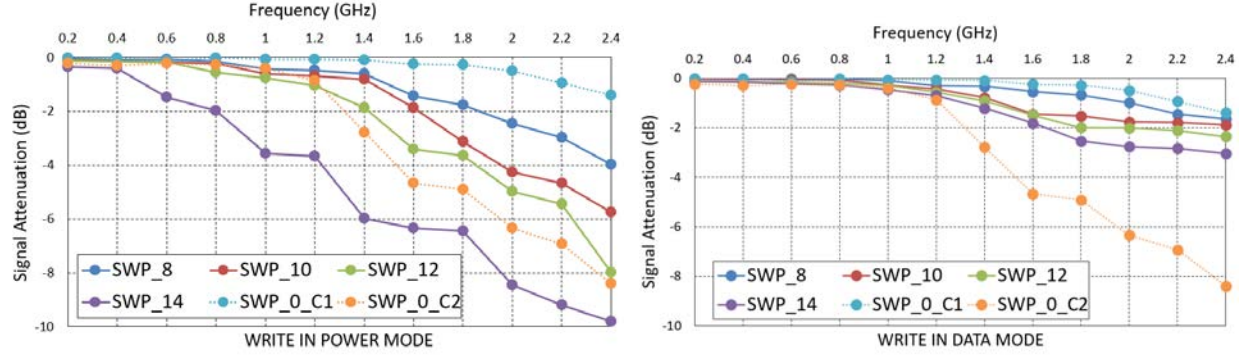 Frequency (GHz)
0.2 0.4 0.6 0.8 1 1.2 1.4 1.6 1.8 2 2.2 2.4
Signal Attenuation (dB)
0
-2
-4
-6
-8
-10
SWP_8 SWP_10 SWP_12
SWP_14 SWP_0_C1 SWP_0_C2
WRITE IN POWER MODE
Frequency (GHz)
0.2 0.4 0.6 0.8 1 1.2 1.4 1.6 1.8 2 2.2 2.4
Signal Attenuation (dB)
0
-2
-4
-6
-8
-10
SWP_8 SWP_10 SWP_12
SWP_14 SWP_0_C1 SWP_0_C2
WRITE IN DATA MODE